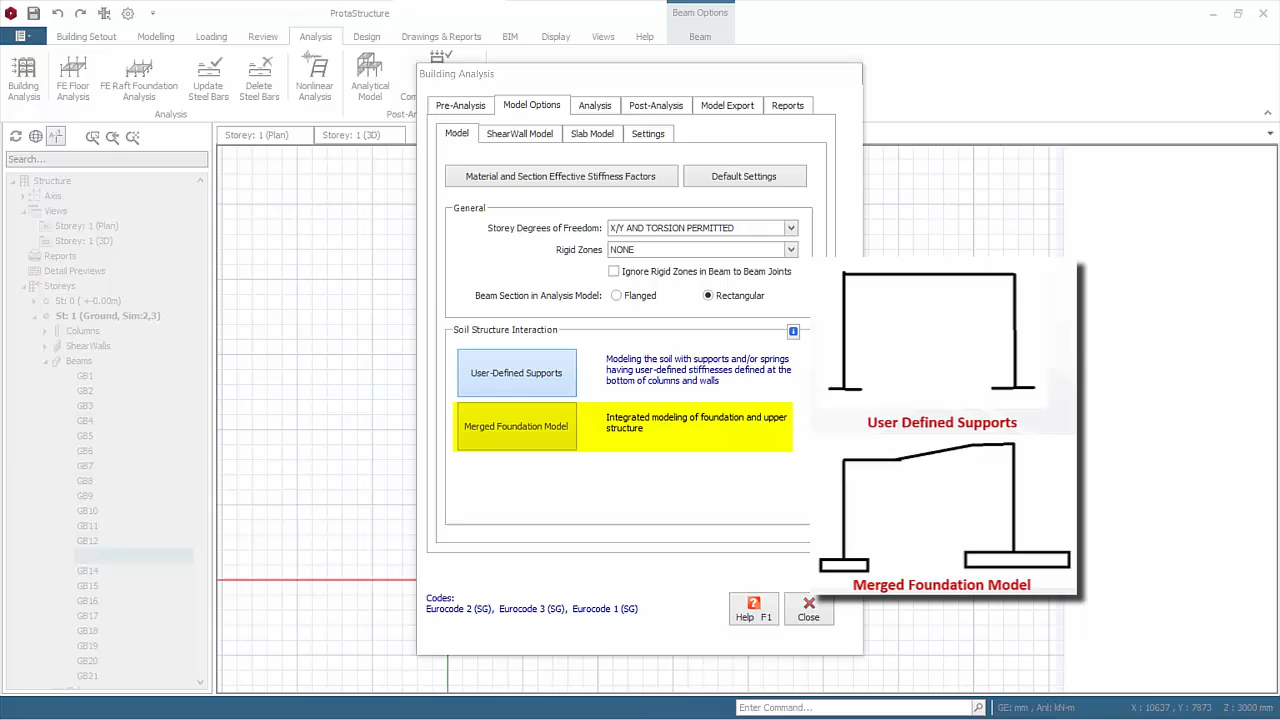 ProtaStructure
Beam Options
Building Setout
Modelling
Loading
Review
Analysis
Design
Drawings & Reports
BIM
Display
Views
Help
Beam
Building
Analysis
FE Floor
Analysis
FE Raft Foundation
Analysis
Update
Steel Bars
Delete
Steel Bars
Nonlinear
Analysis
Analytical
Model
Analysis
Storey: 1 (Plan)
Storey: 1 (3D)
Search...
Structure
Axis
Views
Storey: 1 (Plan)
Storey: 1 (3D)
Reports
Detail Previews
Storeys
St: 0 ( +-0.00m)
St: 1 (Ground, Sim:2,3)
Columns
ShearWalls
Beams
GB1
GB2
GB3
GB4
GB5
GB6
GB7
GB8
GB9
GB10
GB11
GB12
GB14
GB15
GB16
GB17
GB18
GB19
GB20
GB21
Building Analysis
Pre-Analysis
Model Options
Analysis
Post-Analysis
Model Export
Reports
Model
ShearWall Model
Slab Model
Settings
Material and Section Effective Stiffness Factors
Default Settings
General
Storey Degrees of Freedom:
X/Y AND TORSION PERMITTED
Rigid Zones
NONE
Ignore Rigid Zones in Beam to Beam Joints
Beam Section in Analysis Model:
Flanged
Rectangular
Soil Structure Interaction
User-Defined Supports
Modeling the soil with supports and/or springs
having user-defined stiffnesses defined at the
bottom of columns and walls
Merged Foundation Model
Integrated modeling of foundation and upper
structure
User Defined Supports
Merged Foundation Model
Codes:
Eurocode 2 (SG), Eurocode 3 (SG), Eurocode 1 (SG)
Help F1
Close
Enter Command...
GE: mm, Anl: kN-m
X : 10637, Y : 7873
Z : 3000 mm